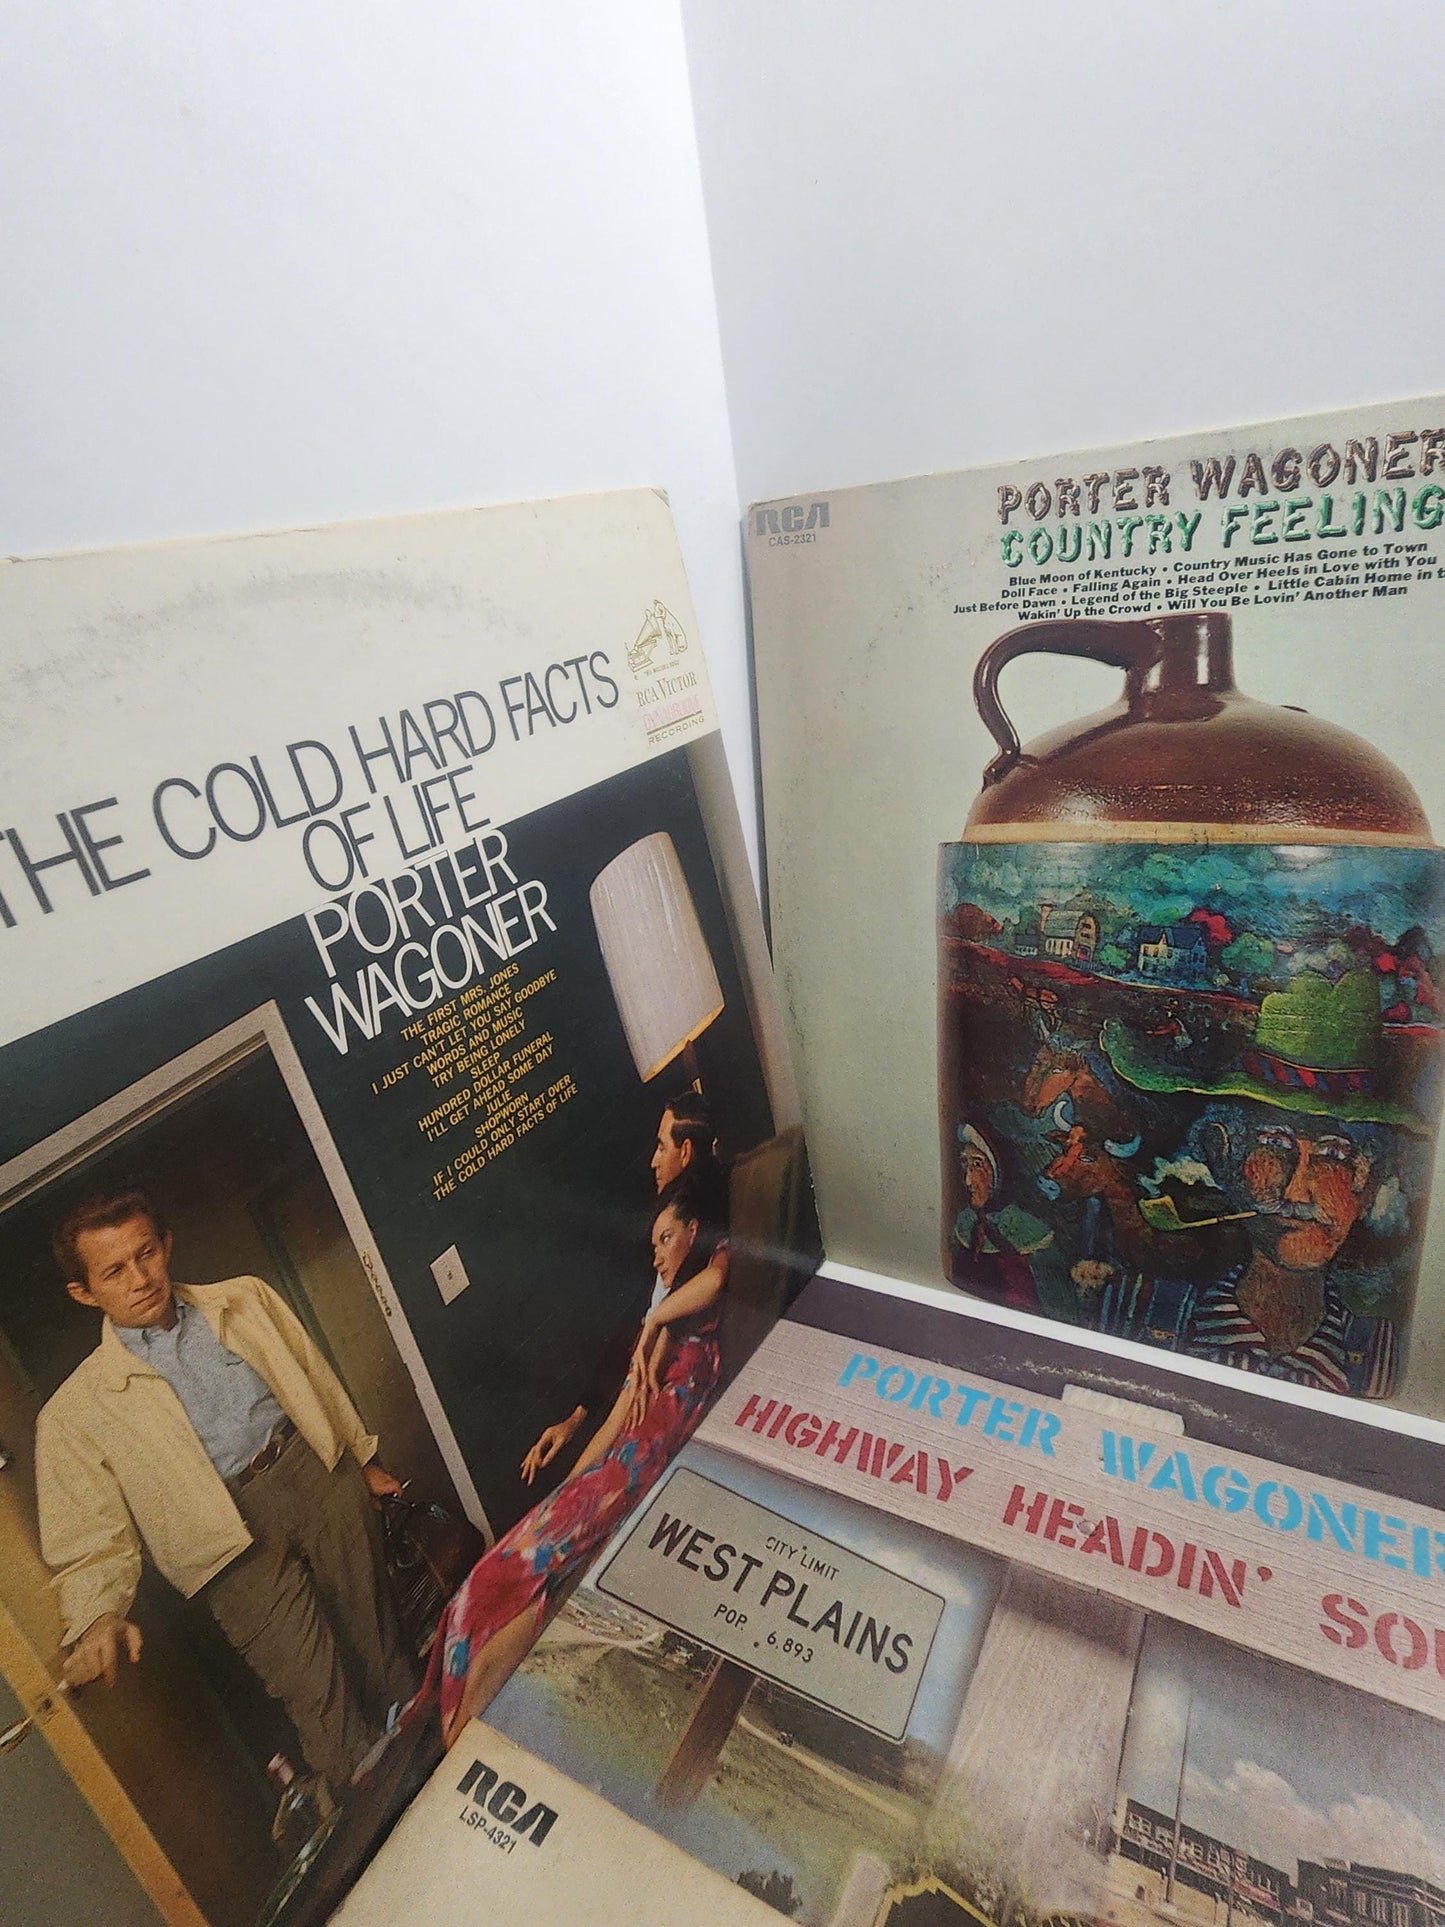 THE COLD HARD FACTS
OF LIFE
PORTER
WAGONER
"HIS MASTER'S VOICE"
RCA VICTOR
DYNAGROOVE
RECORDING
THE FIRST MRS. JONES
TRAGIC ROMANCE
I JUST CAN'T LET YOU SAY GOODBYE
WORDS AND MUSIC
TRY BEING LONELY
SLEEP
HUNDRED DOLLAR FUNERAL
I'LL GET AHEAD SOME DAY
JULIE
SHOPWORN
IF I COULD ONLY START OVER
THE COLD HARD FACTS OF LIFE
RCA
CAS-2321
PORTER WAGONER
COUNTRY FEELING
Blue Moon of Kentucky • Country Music Has Gone to Town
Doll Face • Falling Again • Head Over Heels in Love with You
Just Before Dawn • Legend of the Big Steeple • Little Cabin Home in t
Wakin' Up the Crowd • Will You Be Lovin' Another Man
PORTER WAGONER
HIGHWAY HEADIN' SOU
CITY LIMIT
WEST PLAINS
POP. 6,893
RCA
LSP-4321